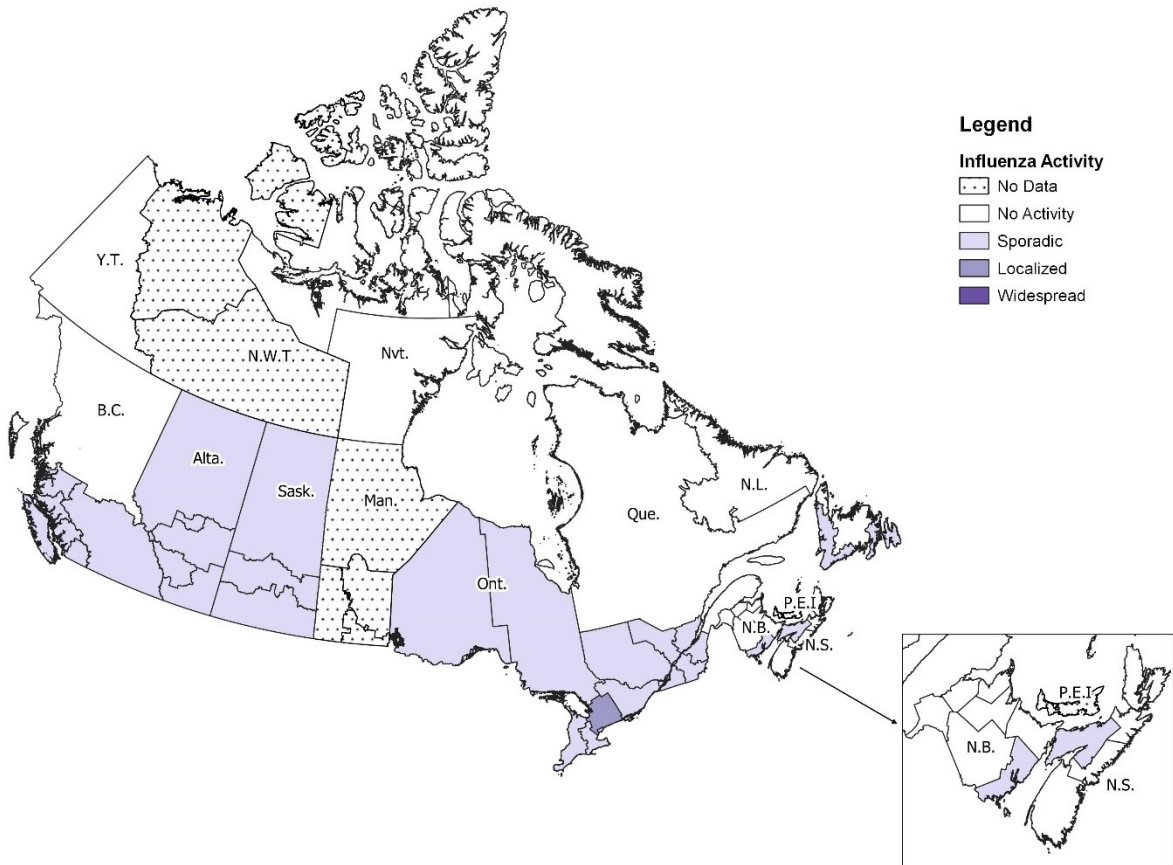 Legend
Influenza Activity
No Data
No Activity
Sporadic
Localized
Widespread
Y.T.
N.W.T.
Nvt.
B.C.
Alta.
Sask.
Man.
N.L.
Que.
Ont.
P.E.I
N.B.
N.S.
P.E.I
N.B.
N.S.